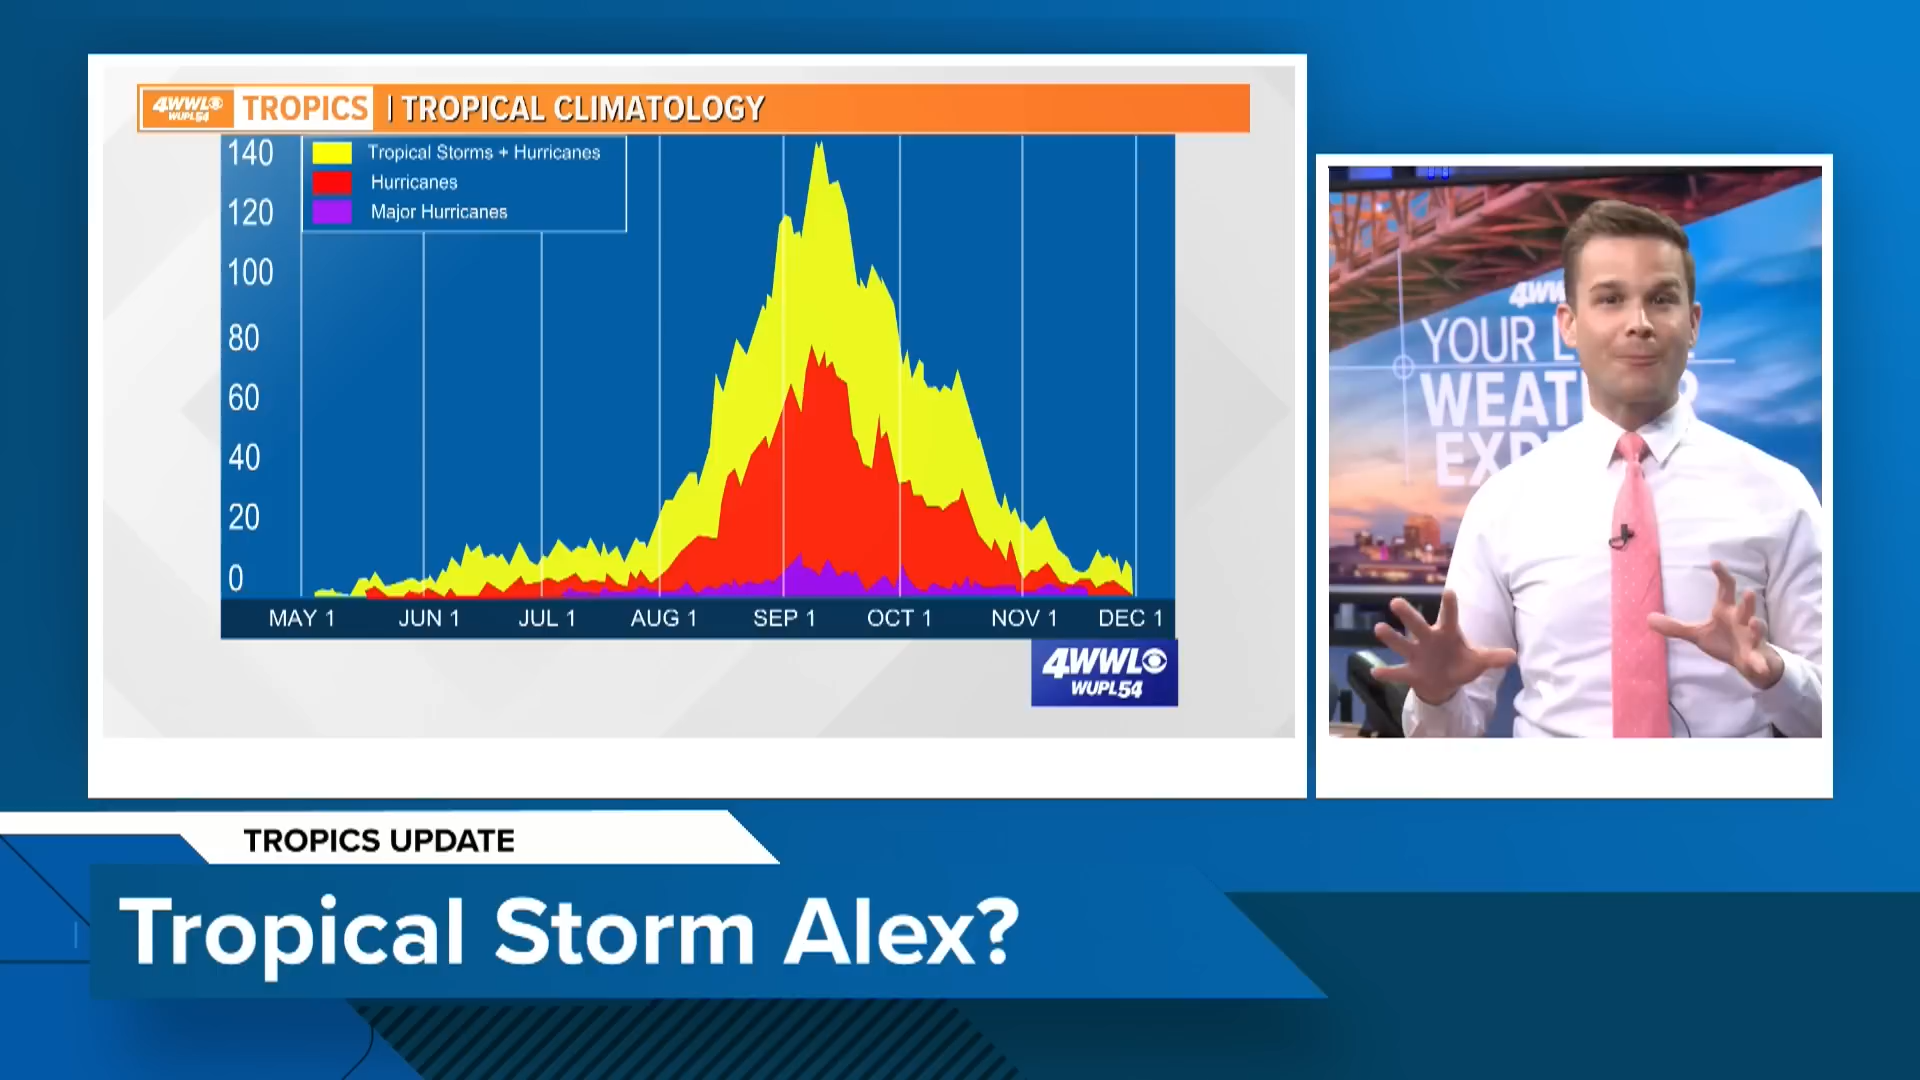 4WWL
WUPL54
TROPICS
| TROPICAL CLIMATOLOGY
140
120
100
80
60
40
20
0
Tropical Storms + Hurricanes
Hurricanes
Major Hurricanes
MAY 1
JUN 1
JUL 1
AUG 1
SEP 1
OCT 1
NOV 1
DEC 1
4WWL
WUPL54
4WW
YOUR L
WEAT
EXP
TROPICS UPDATE
Tropical Storm Alex?